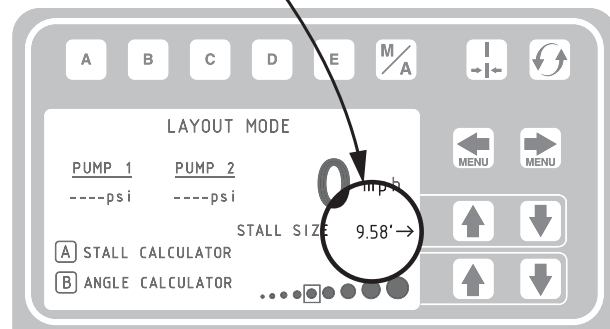 A B C D E M/A
LAYOUT MODE
MENU MENU
PUMP 1 PUMP 2 0 mph
----psi ----psi
STALL SIZE 9.58'→
A STALL CALCULATOR
B ANGLE CALCULATOR